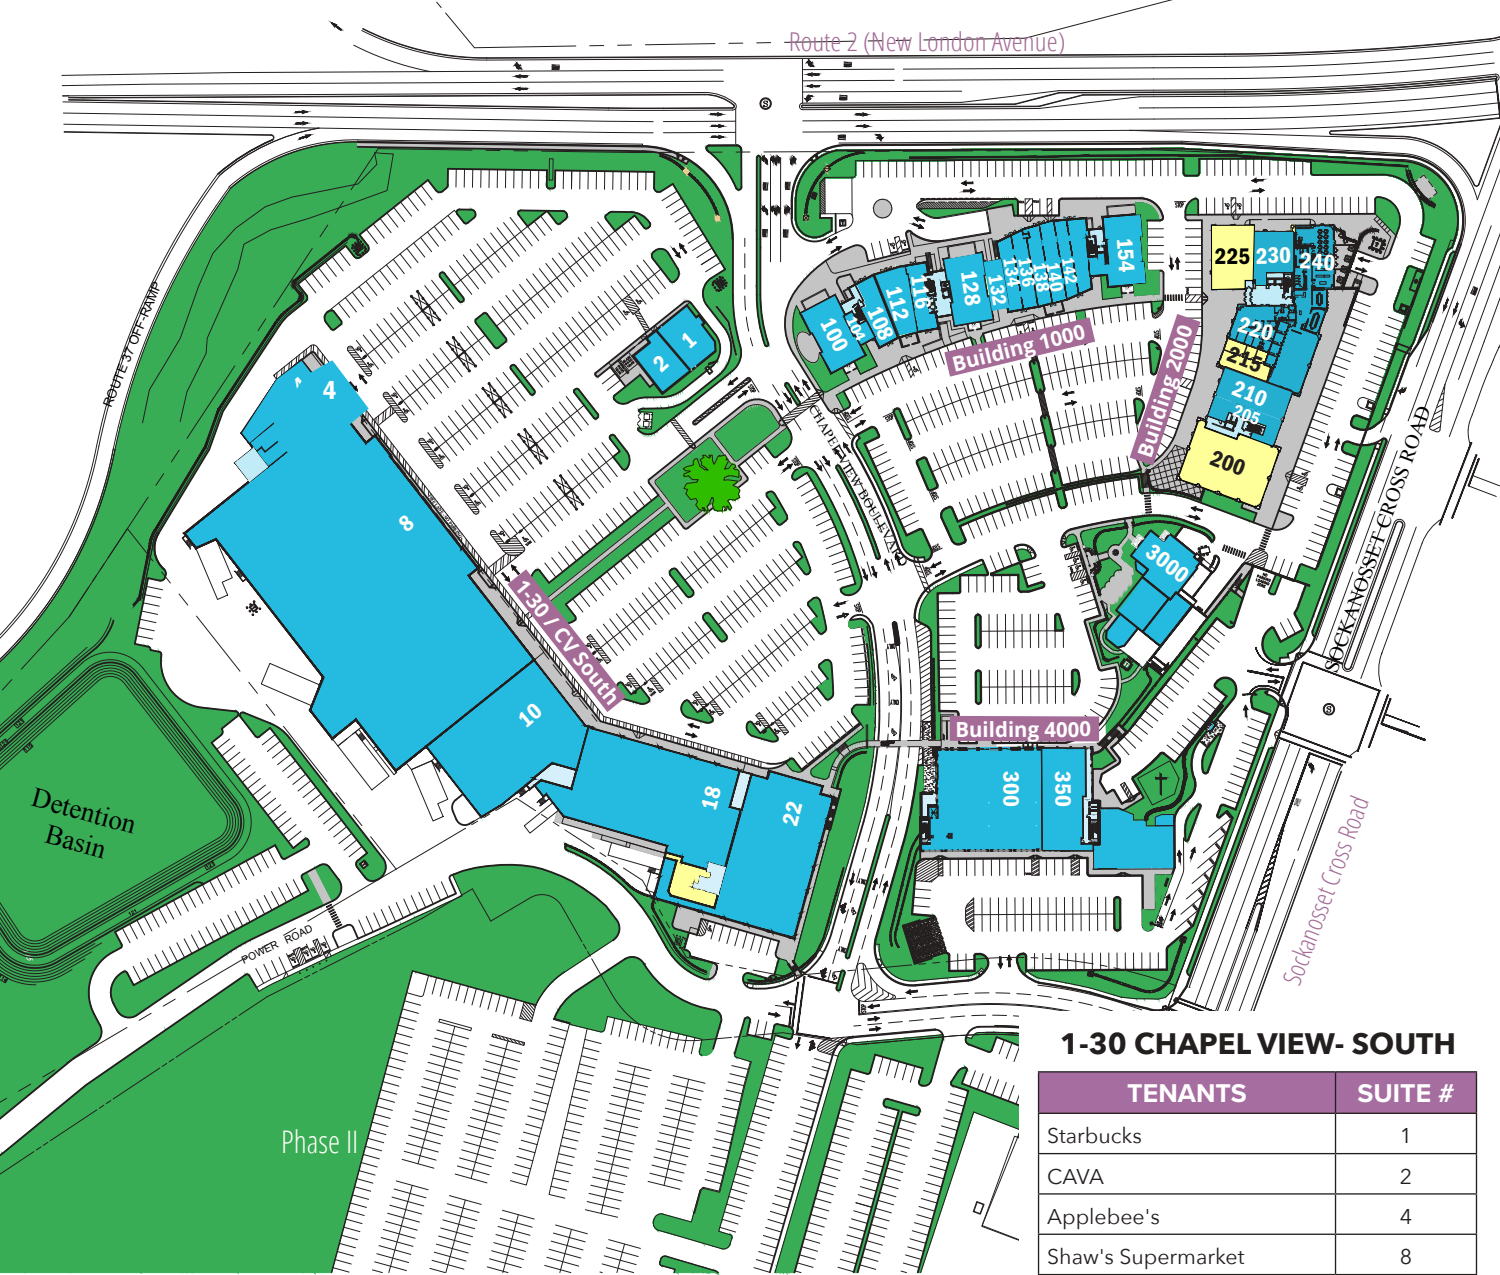 Route 2 (New London Avenue)
ROUTE 37 OFF-RAMP
154
142
140
138
136
134
132
128
116
112
108
104
100
225
230
240
220
215
210
205
200
Building 1000
Building 2000
1
2
4
8
CHAPEL VIEW BOULEVARD
SOCKANOSSET CROSS ROAD
3000
1-30 / CV South
10
18
22
Building 4000
300
350
Detention
Basin
POWER ROAD
Sockanosset Cross Road
Phase II
1-30 CHAPEL VIEW- SOUTH
TENANTS SUITE #
Starbucks 1
CAVA 2
Applebee's 4
Shaw's Supermarket 8